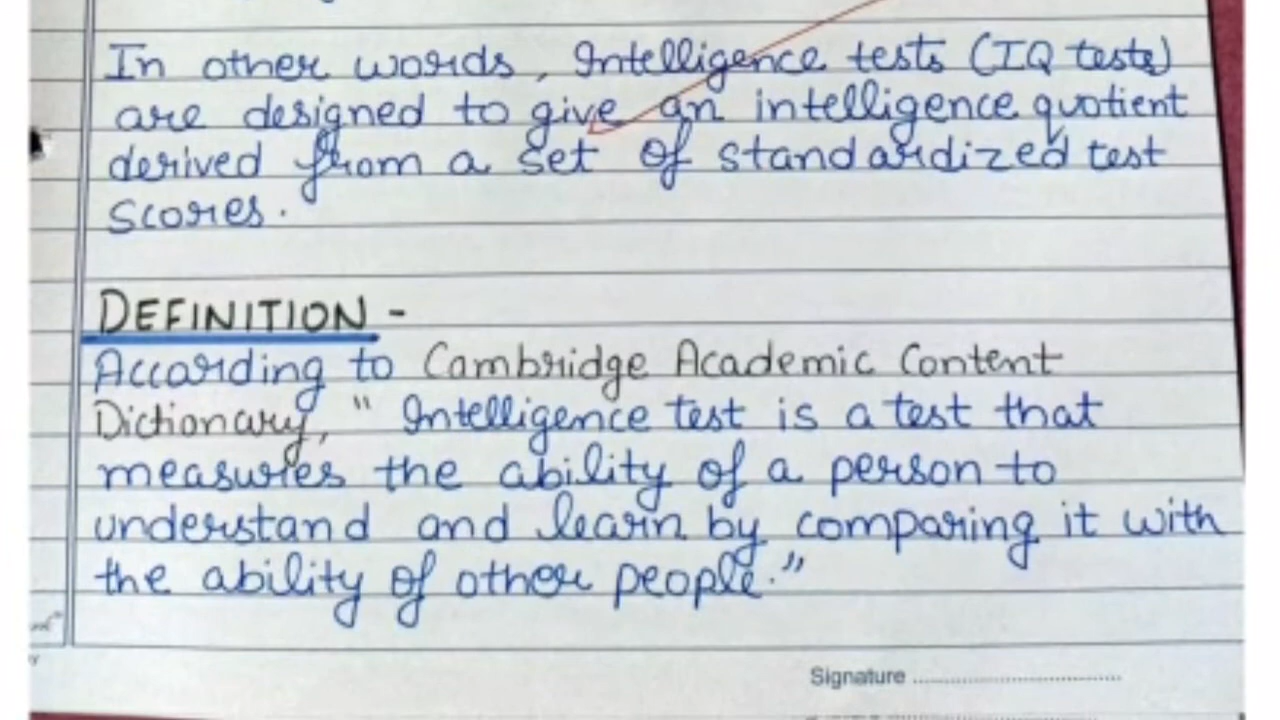 In other words, Intelligence tests (IQ tests)
are designed to give an intelligence quotient
derived from a set of standardized test
scores.
DEFINITION -
According to Cambridge Academic Content
Dictionary, " Intelligence test is a test that
measures the ability of a person to
understand and learn by comparing it with
the ability of other people."
Signature ........................................